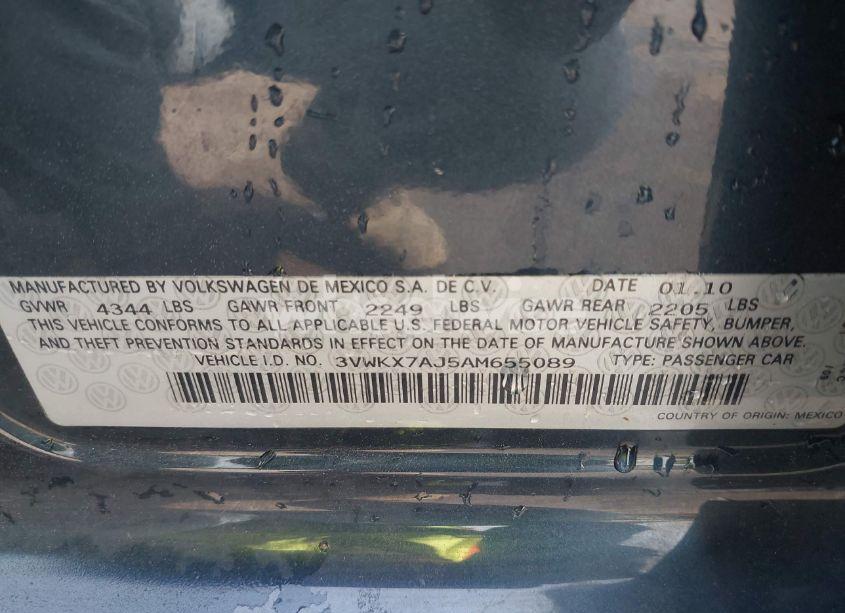 MANUFACTURED BY VOLKSWAGEN DE MEXICO S.A. DE C.V. DATE 01.10
GVWR 4344 LBS GAWR FRONT 2249 LBS GAWR REAR 2205 LBS
THIS VEHICLE CONFORMS TO ALL APPLICABLE U.S. FEDERAL MOTOR VEHICLE SAFETY, BUMPER,
AND THEFT PREVENTION STANDARDS IN EFFECT ON THE DATE OF MANUFACTURE SHOWN ABOVE.
VEHICLE I.D. NO. 3VWKX7AJ5AM655089 TYPE: PASSENGER CAR
COUNTRY OF ORIGIN: MEXICO